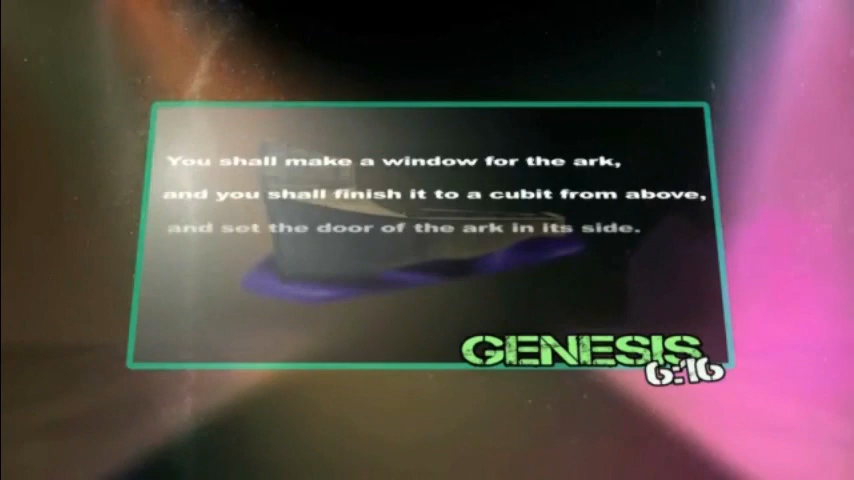 You shall make a window for the ark,
and you shall finish it to a cubit from above,
and set the door of the ark in its side.
GENESIS
6:16